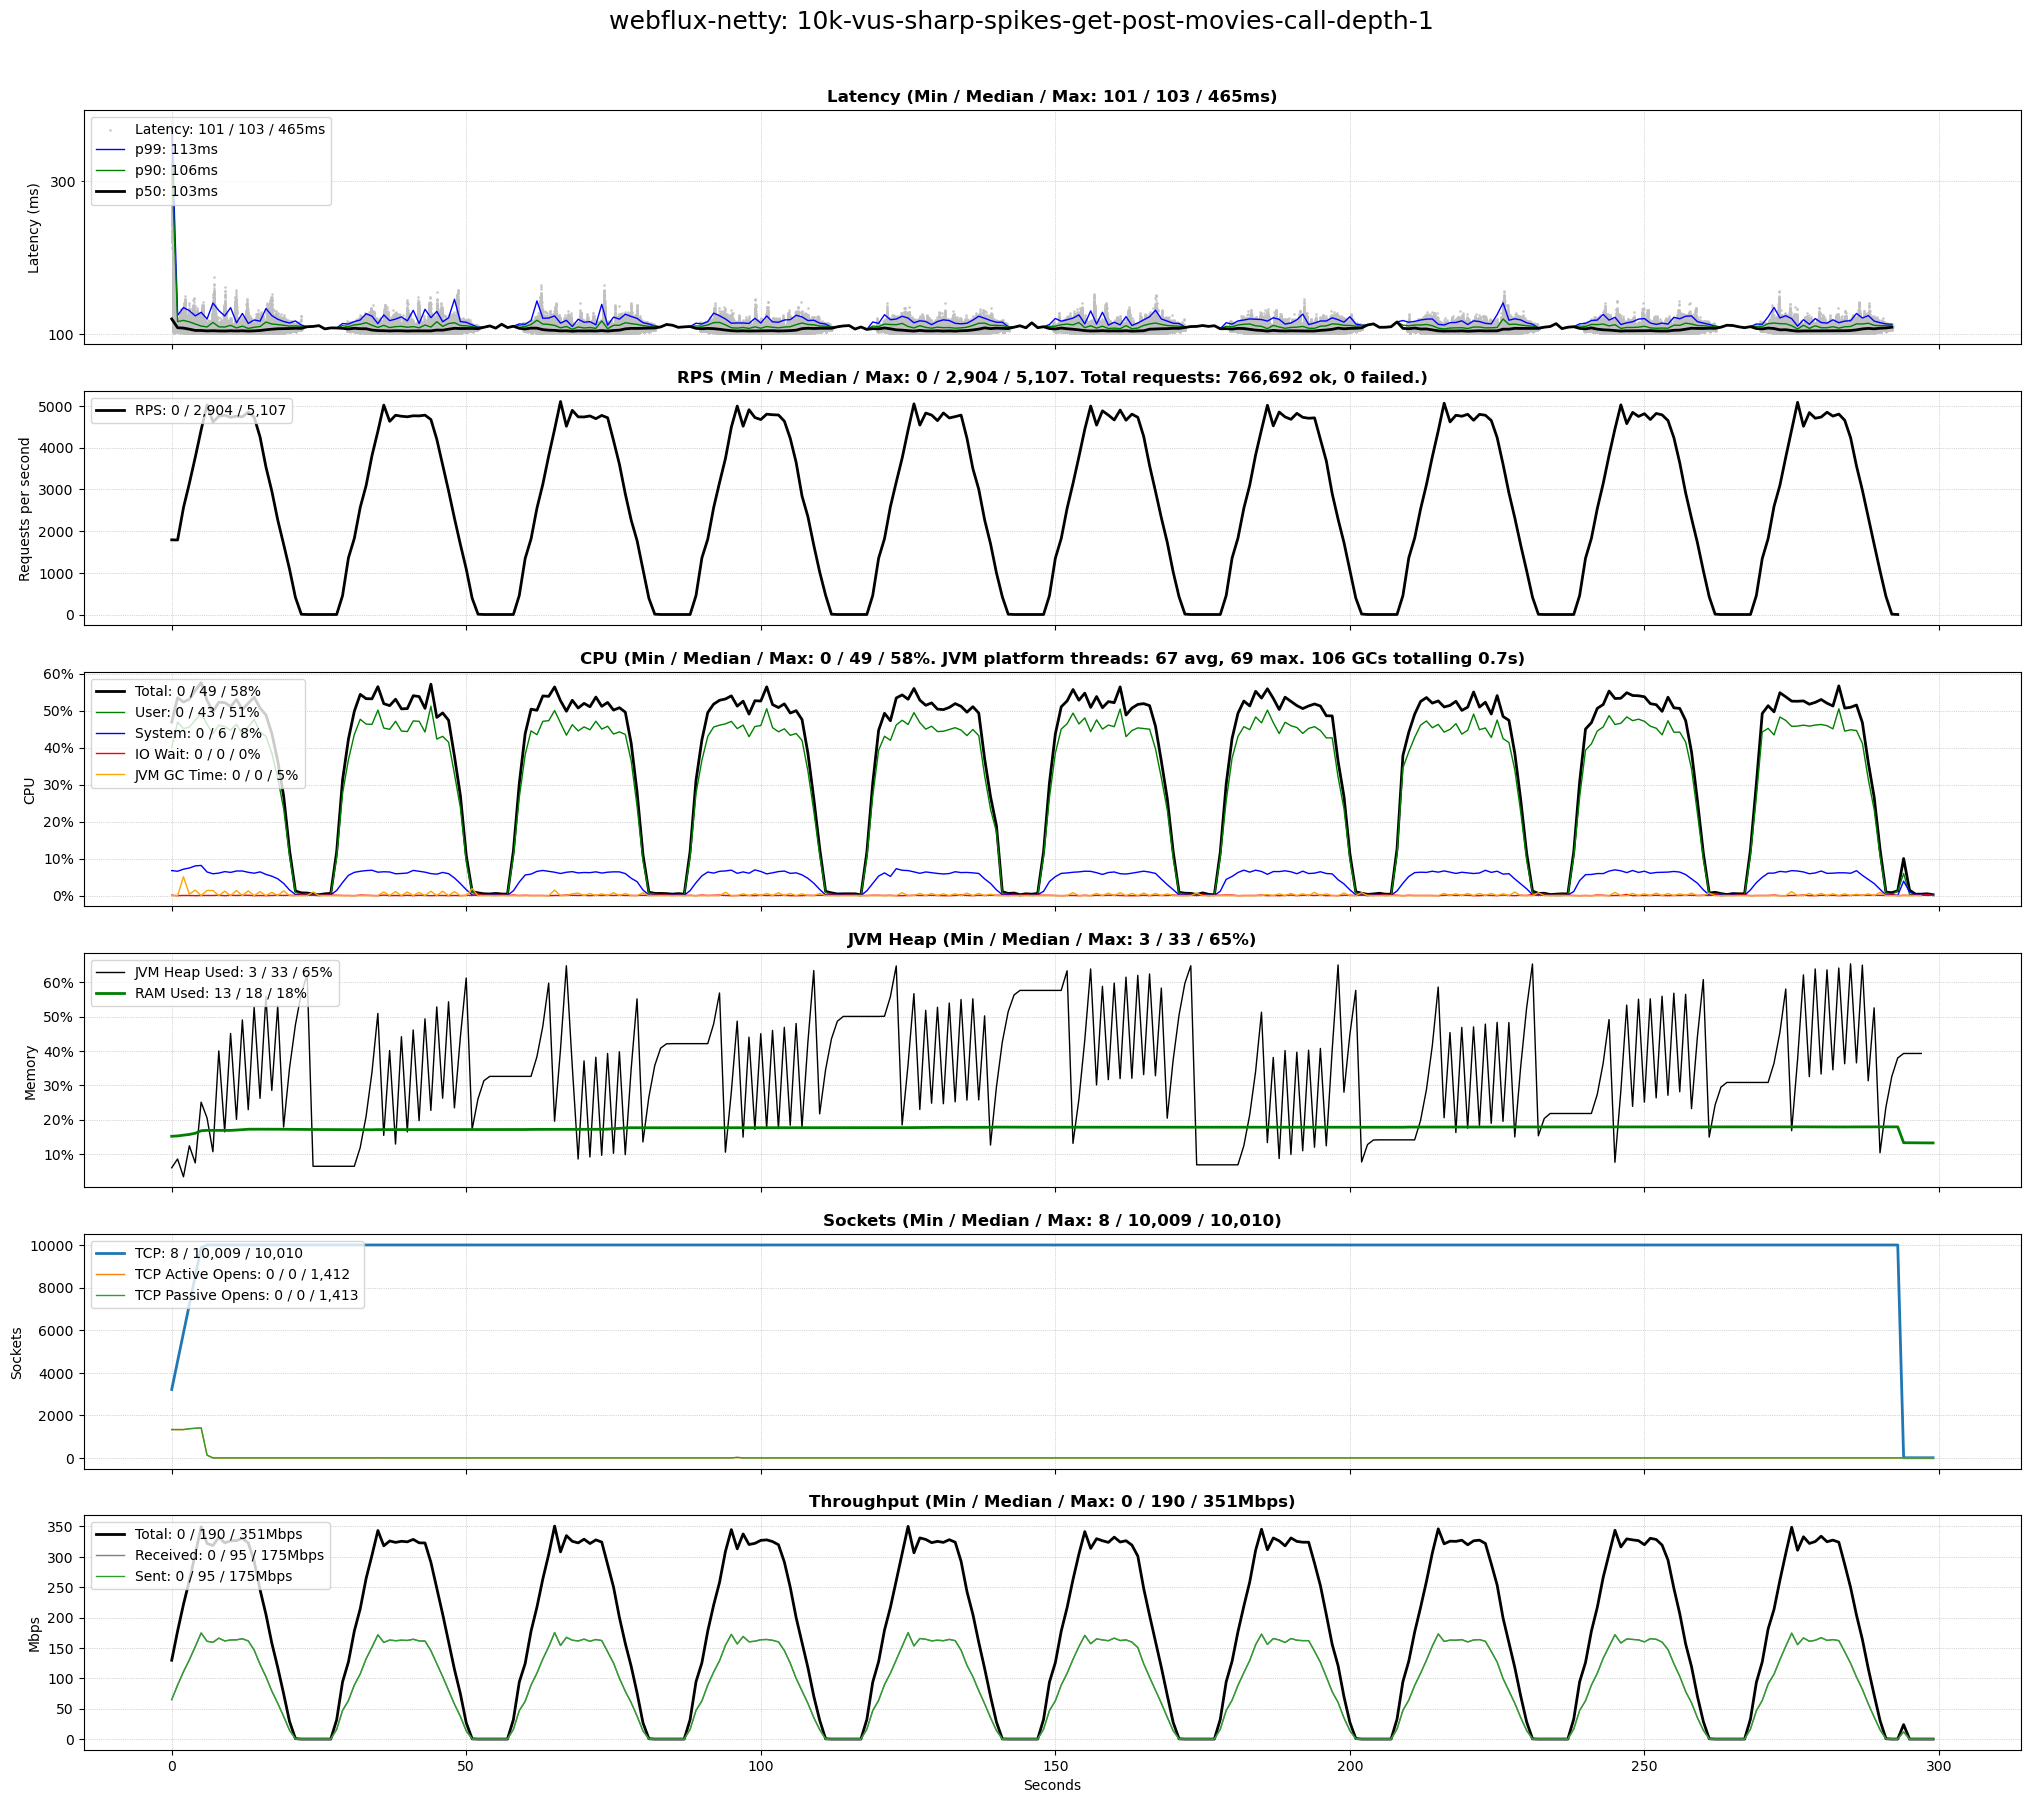 webflux-netty: 10k-vus-sharp-spikes-get-post-movies-call-depth-1
Latency (Min / Median / Max: 101 / 103 / 465ms)
Latency: 101 / 103 / 465ms
p99: 113ms
p90: 106ms
p50: 103ms
Latency (ms)
300
100
RPS (Min / Median / Max: 0 / 2,904 / 5,107. Total requests: 766,692 ok, 0 failed.)
RPS: 0 / 2,904 / 5,107
Requests per second
5000
4000
3000
2000
1000
0
CPU (Min / Median / Max: 0 / 49 / 58%. JVM platform threads: 67 avg, 69 max. 106 GCs totalling 0.7s)
Total: 0 / 49 / 58%
User: 0 / 43 / 51%
System: 0 / 6 / 8%
IO Wait: 0 / 0 / 0%
JVM GC Time: 0 / 0 / 5%
CPU
60%
50%
40%
30%
20%
10%
0%
JVM Heap (Min / Median / Max: 3 / 33 / 65%)
JVM Heap Used: 3 / 33 / 65%
RAM Used: 13 / 18 / 18%
Memory
60%
50%
40%
30%
20%
10%
Sockets (Min / Median / Max: 8 / 10,009 / 10,010)
TCP: 8 / 10,009 / 10,010
TCP Active Opens: 0 / 0 / 1,412
TCP Passive Opens: 0 / 0 / 1,413
Sockets
10000
8000
6000
4000
2000
0
Throughput (Min / Median / Max: 0 / 190 / 351Mbps)
Total: 0 / 190 / 351Mbps
Received: 0 / 95 / 175Mbps
Sent: 0 / 95 / 175Mbps
Mbps
350
300
250
200
150
100
50
0
0 50 100 150 200 250 300
Seconds